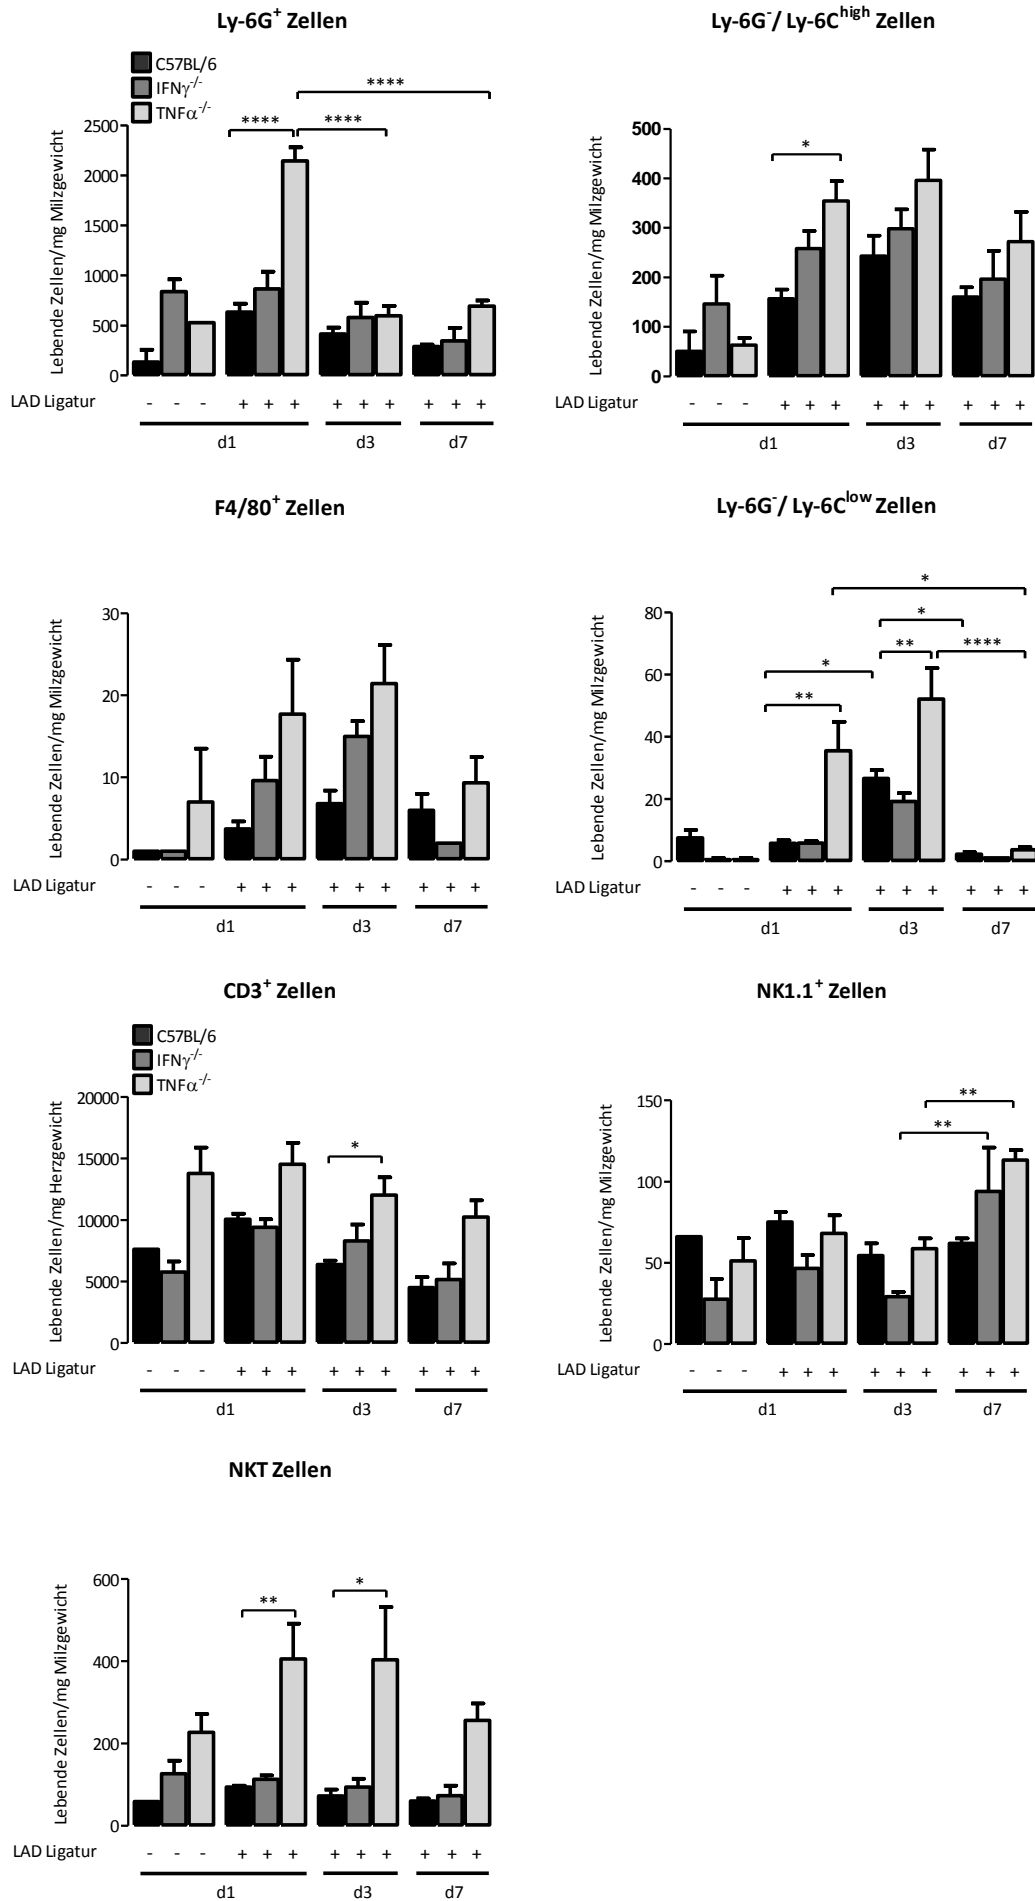 Ly-6G⁺ Zellen
C57BL/6
IFNγ⁻/⁻
TNFα⁻/⁻
Lebende Zellen/mg Milzgewicht
2500
2000
1500
1000
500
0
****
****
****
LAD Ligatur - - - + + + + + + + + +
d1 d3 d7
Ly-6G⁻/ Ly-6C^high Zellen
Lebende Zellen/mg Milzgewicht
500
400
300
200
100
0
*
LAD Ligatur - - - + + + + + + + + +
d1 d3 d7
F4/80⁺ Zellen
Lebende Zellen/mg Milzgewicht
30
20
10
0
LAD Ligatur - - - + + + + + + + + +
d1 d3 d7
Ly-6G⁻/ Ly-6C^low Zellen
Lebende Zellen/mg Milzgewicht
80
60
40
20
0
*
*
** ****
*
**
LAD Ligatur - - - + + + + + + + + +
d1 d3 d7
CD3⁺ Zellen
C57BL/6
IFNγ⁻/⁻
TNFα⁻/⁻
Lebende Zellen/mg Herzgewicht
20000
15000
10000
5000
0
*
LAD Ligatur - - - + + + + + + + + +
d1 d3 d7
NK1.1⁺ Zellen
Lebende Zellen/mg Milzgewicht
150
100
50
0
**
**
LAD Ligatur - - - + + + + + + + + +
d1 d3 d7
NKT Zellen
Lebende Zellen/mg Milzgewicht
600
400
200
0
**
*
LAD Ligatur - - - + + + + + + + + +
d1 d3 d7